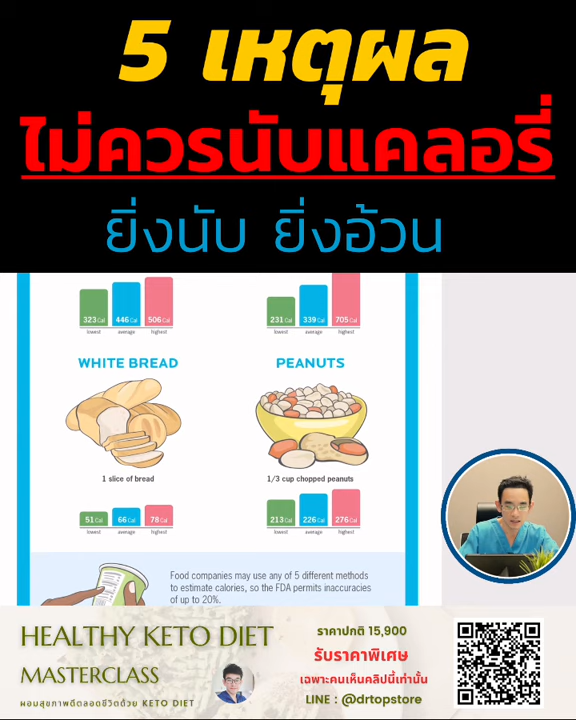 5 เหตุผล
ไม่ควรนับแคลอรี่
ยิ่งนับ ยิ่งอ้วน
323 Cal 446 Cal 506 Cal
lowest average highest
231 Cal 339 Cal 705 Cal
lowest average highest
WHITE BREAD
1 slice of bread
51 Cal 66 Cal 78 Cal
lowest average highest
PEANUTS
1/3 cup chopped peanuts
213 Cal 226 Cal 276 Cal
lowest average highest
Food companies may use any of 5 different methods
to estimate calories, so the FDA permits inaccuracies
of up to 20%.
HEALTHY KETO DIET
MASTERCLASS
ผอมสุขภาพดีตลอดชีวิตด้วย KETO DIET
ราคาปกติ 15,900
รับราคาพิเศษ
เฉพาะคนเห็นคลิปนี้เท่านั้น
LINE : @drtopstore